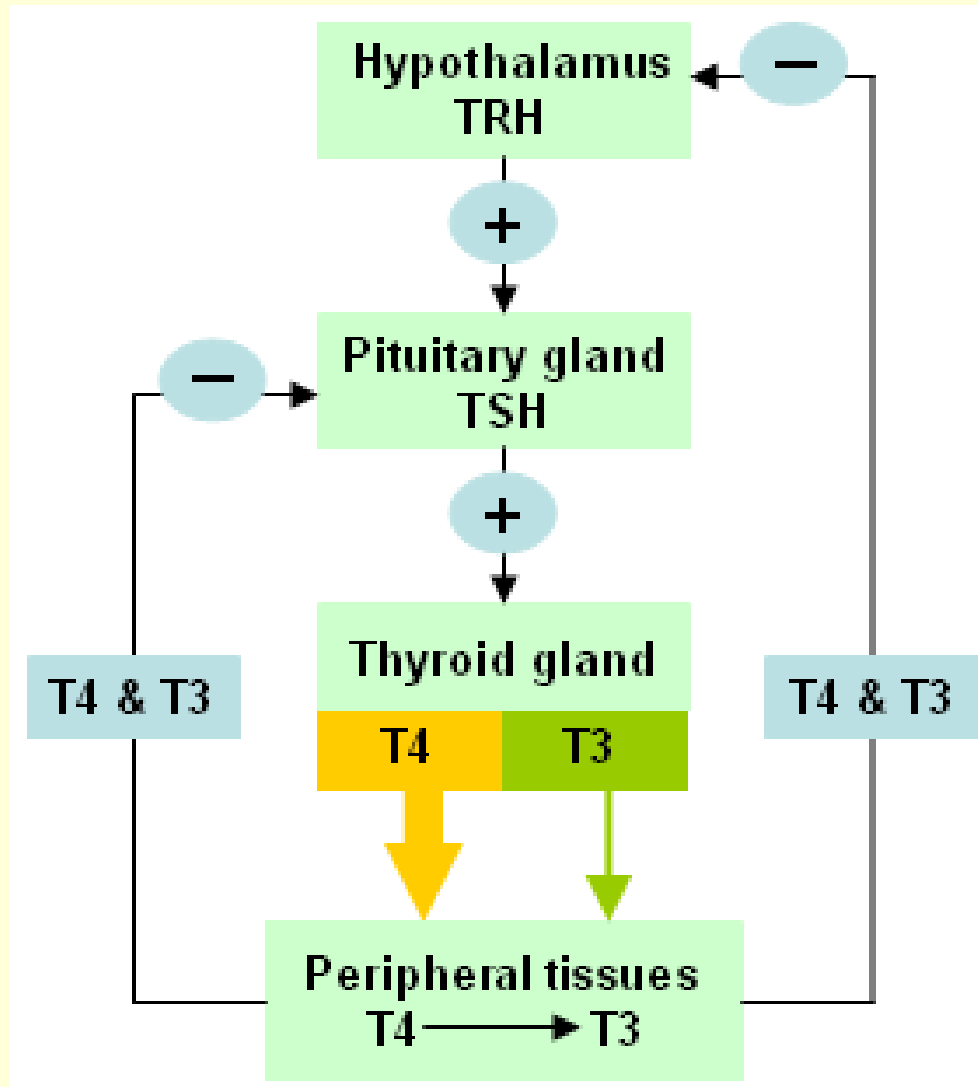 Hypothalamus
TRH
−
+
Pituitary gland
TSH
−
+
Thyroid gland
T4 & T3
T4 & T3
T4 T3
Peripheral tissues
T4 T3